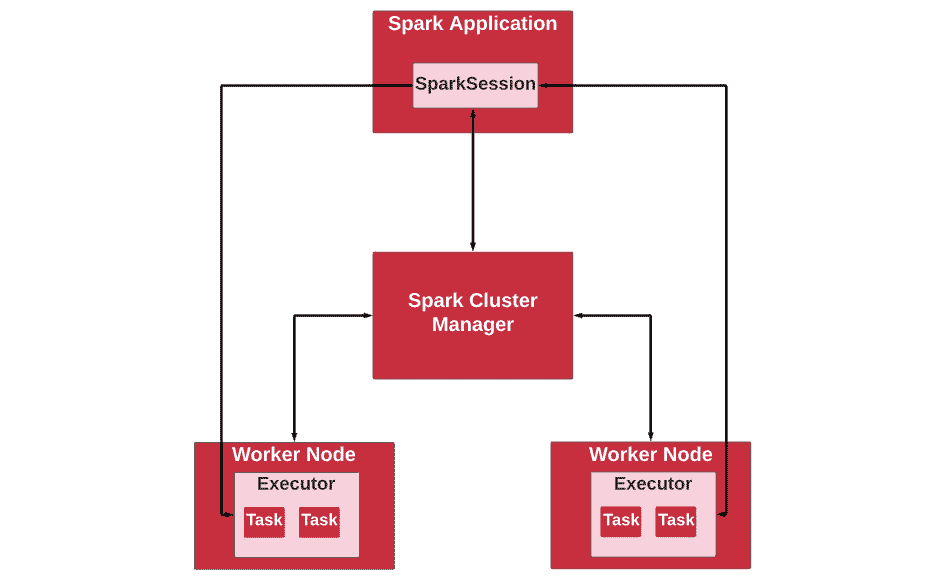 Spark Application
SparkSession
Spark Cluster
Manager
Worker Node
Executor
Task Task
Worker Node
Executor
Task Task